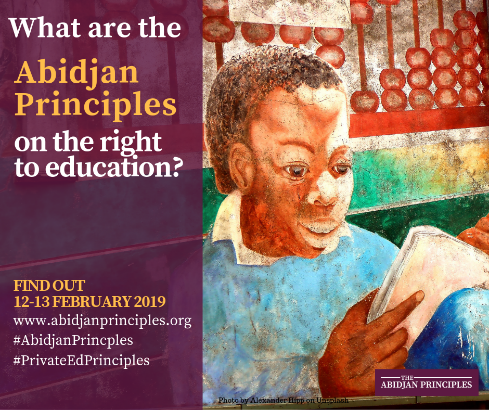 What are the
Abidjan
Principles
on the right
to education?
FIND OUT
12-13 FEBRUARY 2019
www.abidjanprinciples.org
#AbidjanPrincples
#PrivateEdPrinciples
THE
ABIDJAN PRINCIPLES
Photo by Alexander Hipp on Unsplash